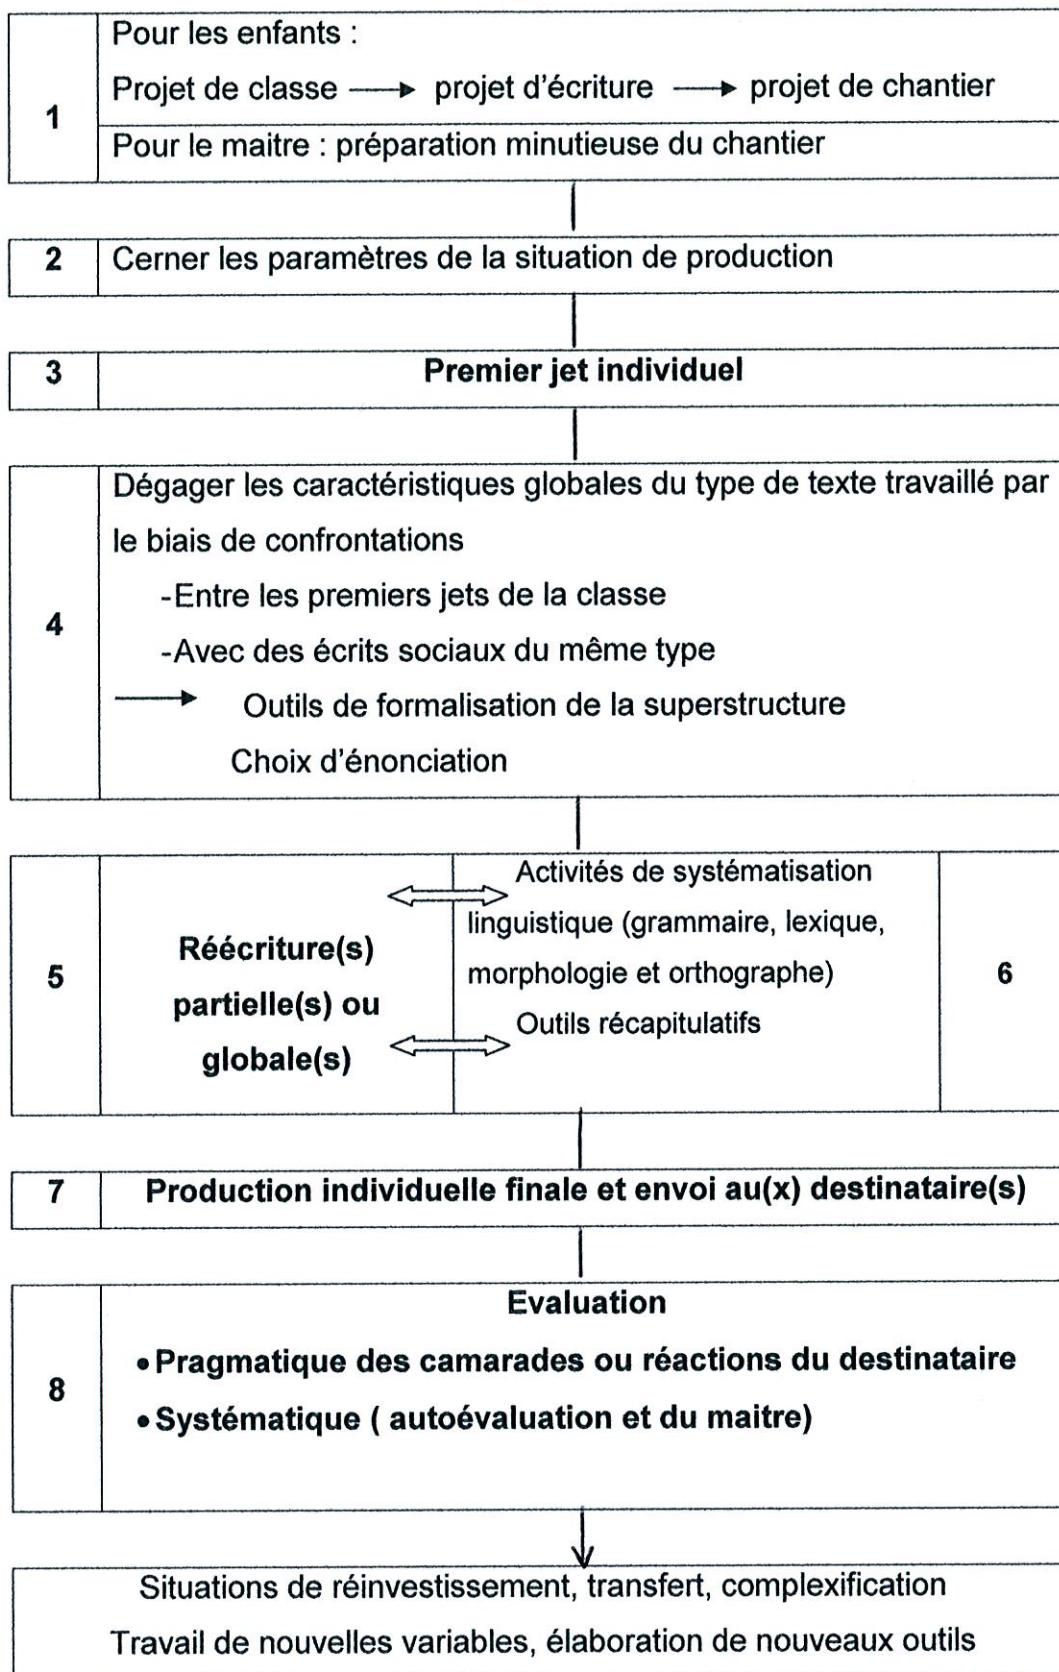 1
Pour les enfants :
Projet de classe → projet d'écriture → projet de chantier
Pour le maitre : préparation minutieuse du chantier
2 Cerner les paramètres de la situation de production
3 Premier jet individuel
4
Dégager les caractéristiques globales du type de texte travaillé par
le biais de confrontations
-Entre les premiers jets de la classe
-Avec des écrits sociaux du même type
→ Outils de formalisation de la superstructure
Choix d'énonciation
5
Réécriture(s)
partielle(s) ou
globale(s)
Activités de systématisation
linguistique (grammaire, lexique,
morphologie et orthographe)
Outils récapitulatifs
6
7 Production individuelle finale et envoi au(x) destinataire(s)
8
Evaluation
•Pragmatique des camarades ou réactions du destinataire
•Systématique ( autoévaluation et du maitre)
Situations de réinvestissement, transfert, complexification
Travail de nouvelles variables, élaboration de nouveaux outils